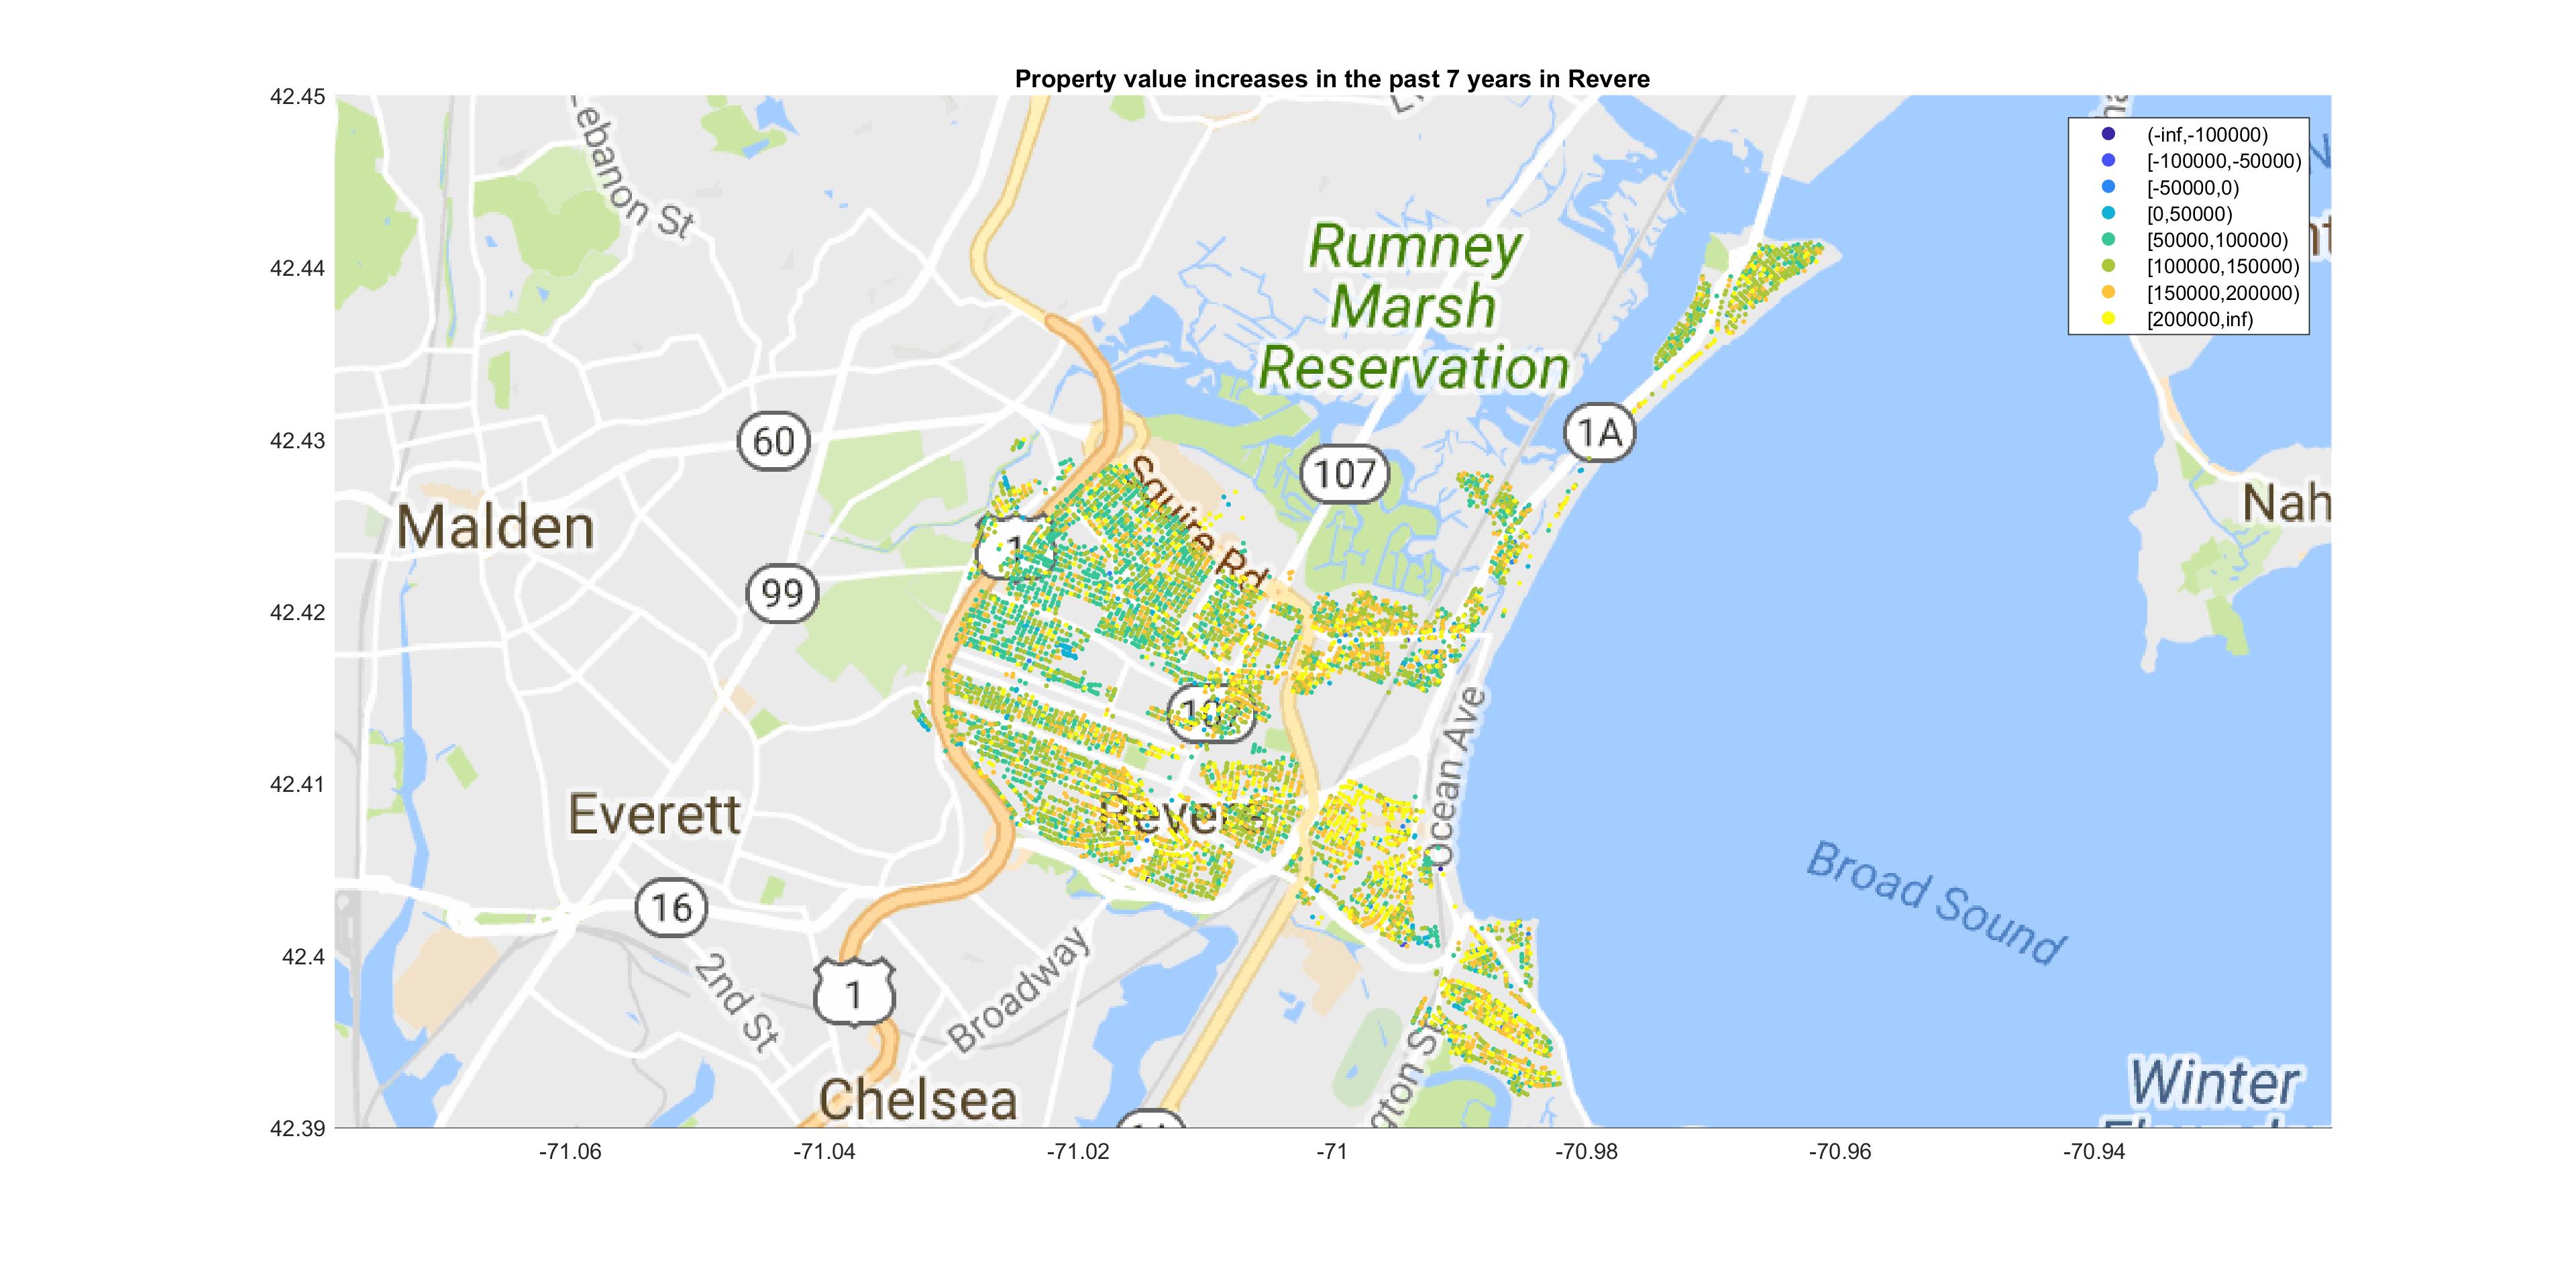 Property value increases in the past 7 years in Revere
42.45
42.44
42.43
42.42
42.41
42.4
42.39
-71.06
-71.04
-71.02
-71
-70.98
-70.96
-70.94
(-inf,-100000)
[-100000,-50000)
[-50000,0)
[0,50000)
[50000,100000)
[100000,150000)
[150000,200000)
[200000,inf)
ebanon St
Rumney
Marsh
Reservation
60
107
1A
Squire Rd
Malden
Nah
1
99
107
Ocean Ave
Everett
Revere
Broad Sound
16
2nd St
1
Broadway
Chelsea
gton St
Winter